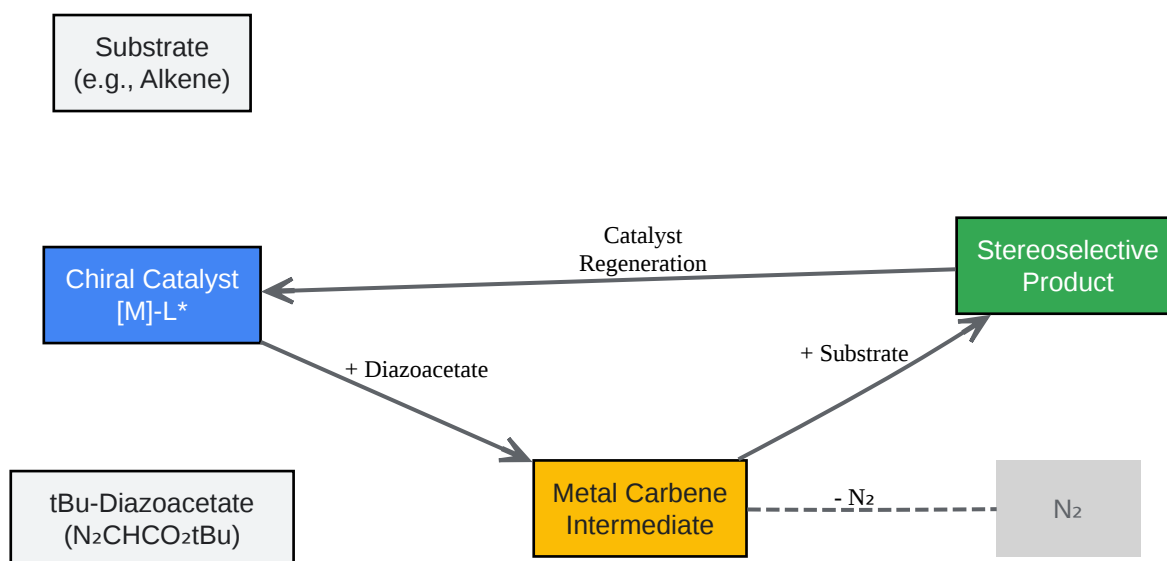 Substrate
(e.g., Alkene)
Catalyst
Regeneration
Stereoselective
Product
Chiral Catalyst
[M]-L*
+ Substrate
+ Diazoacetate
tBu-Diazoacetate
(N₂CHCO₂tBu)
Metal Carbene
Intermediate
- N₂
N₂